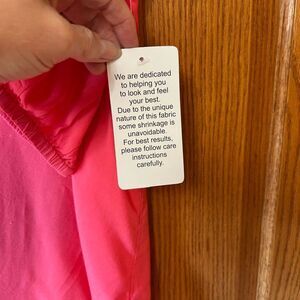 We are dedicated
to helping you
to look and feel
your best.
Due to the unique
nature of this fabric
some shrinkage is
unavoidable.
For best results,
please follow care
instructions
carefully.